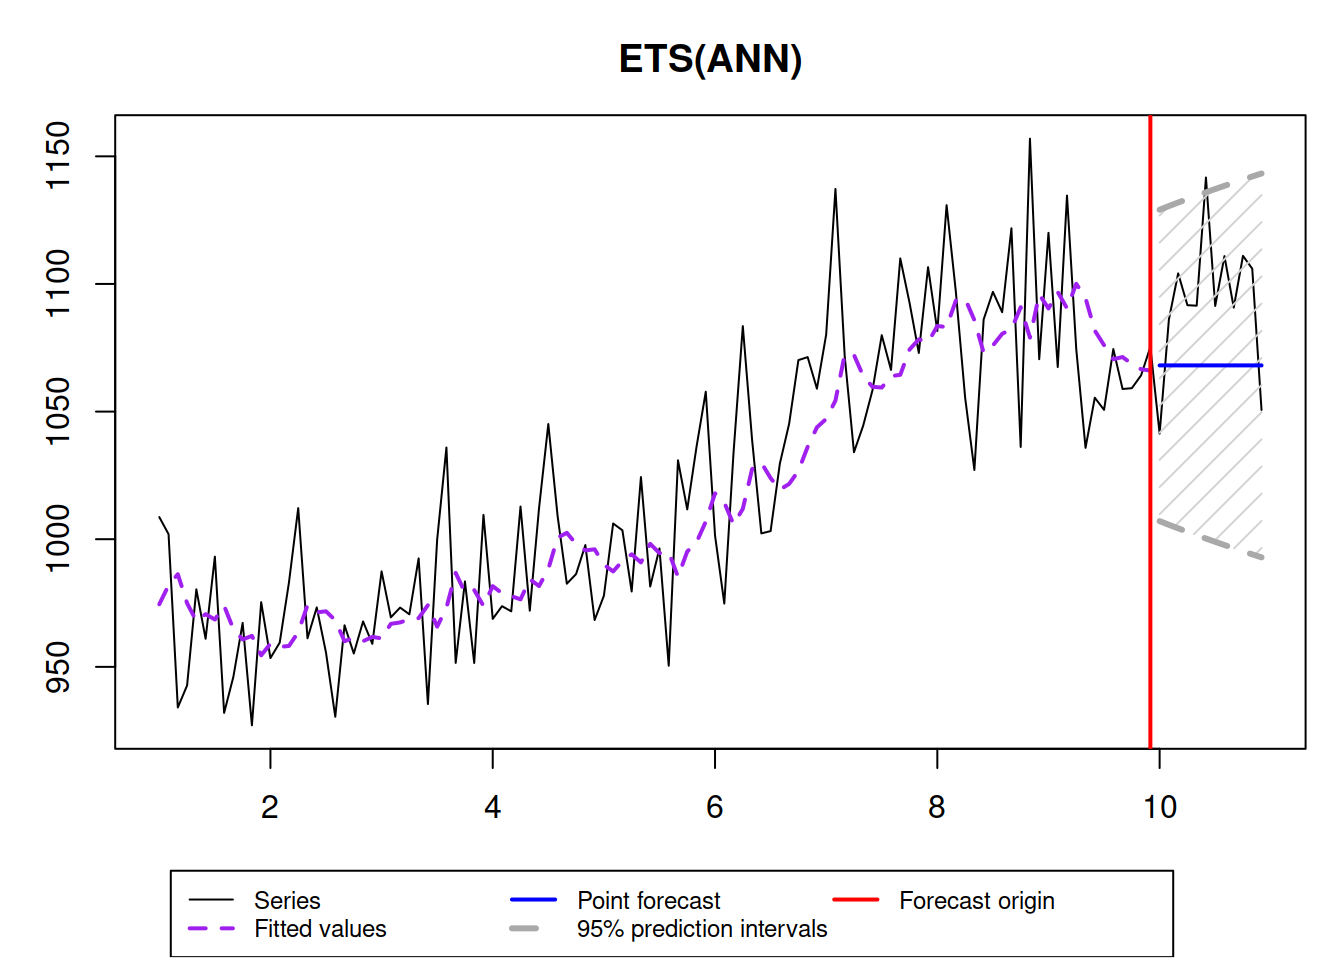 ETS(ANN)
1150
1100
1050
1000
950
2 4 6 8 10
Series Point forecast Forecast origin
Fitted values 95% prediction intervals